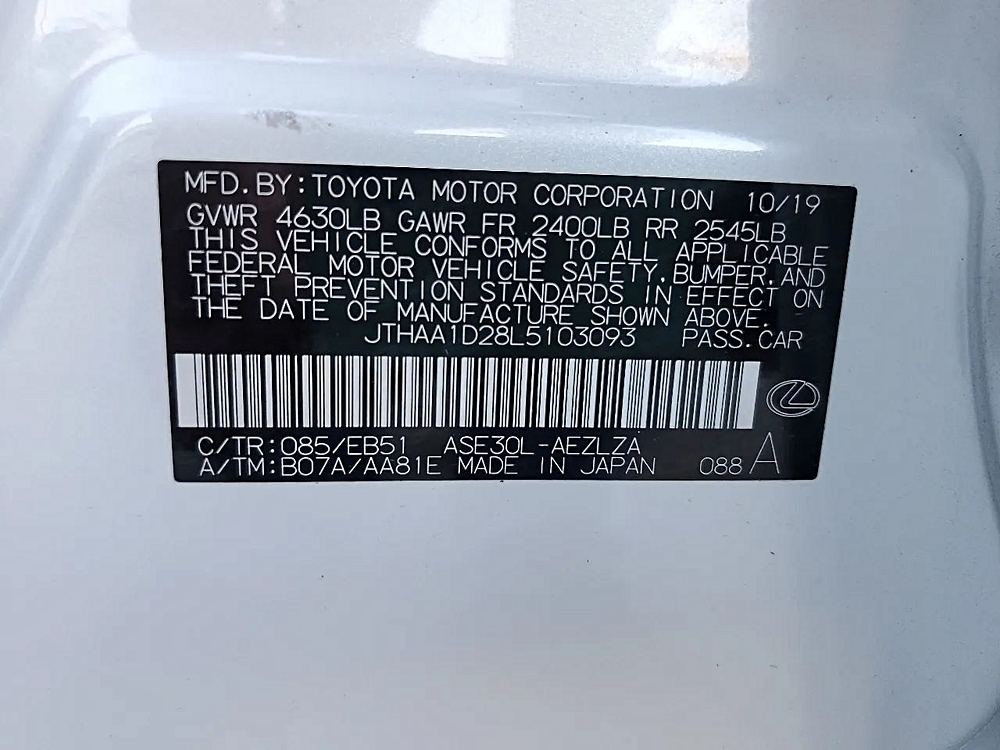 MFD.BY:TOYOTA MOTOR CORPORATION 10/19
GVWR 4630LB GAWR FR 2400LB RR 2545LB
THIS VEHICLE CONFORMS TO ALL APPLICABLE
FEDERAL MOTOR VEHICLE SAFETY,BUMPER,AND
THEFT PREVENTION STANDARDS IN EFFECT ON
THE DATE OF MANUFACTURE SHOWN ABOVE.
JTHAA1D28L5103093 PASS.CAR
C/TR:085/EB51 ASE30L-AEZLZA
A/TM:B07A/AA81E MADE IN JAPAN 088 A